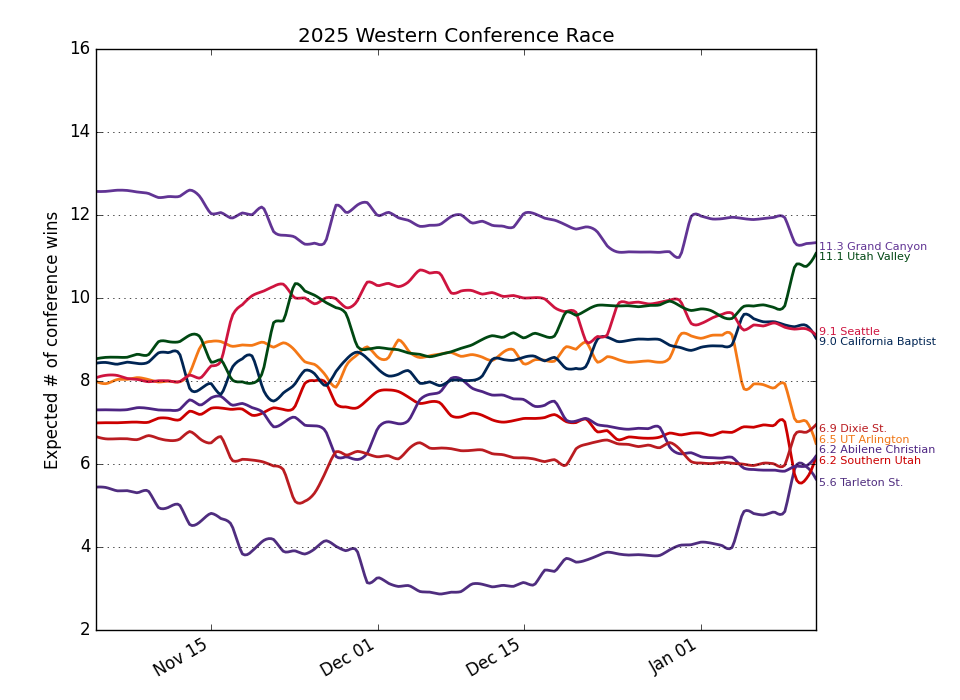 2025 Western Conference Race
Expected # of conference wins
16
14
12
10
8
6
4
2
Nov 15
Dec 01
Dec 15
Jan 01
11.3 Grand Canyon
11.1 Utah Valley
9.1 Seattle
9.0 California Baptist
6.9 Dixie St.
6.5 UT Arlington
6.2 Abilene Christian
6.2 Southern Utah
5.6 Tarleton St.